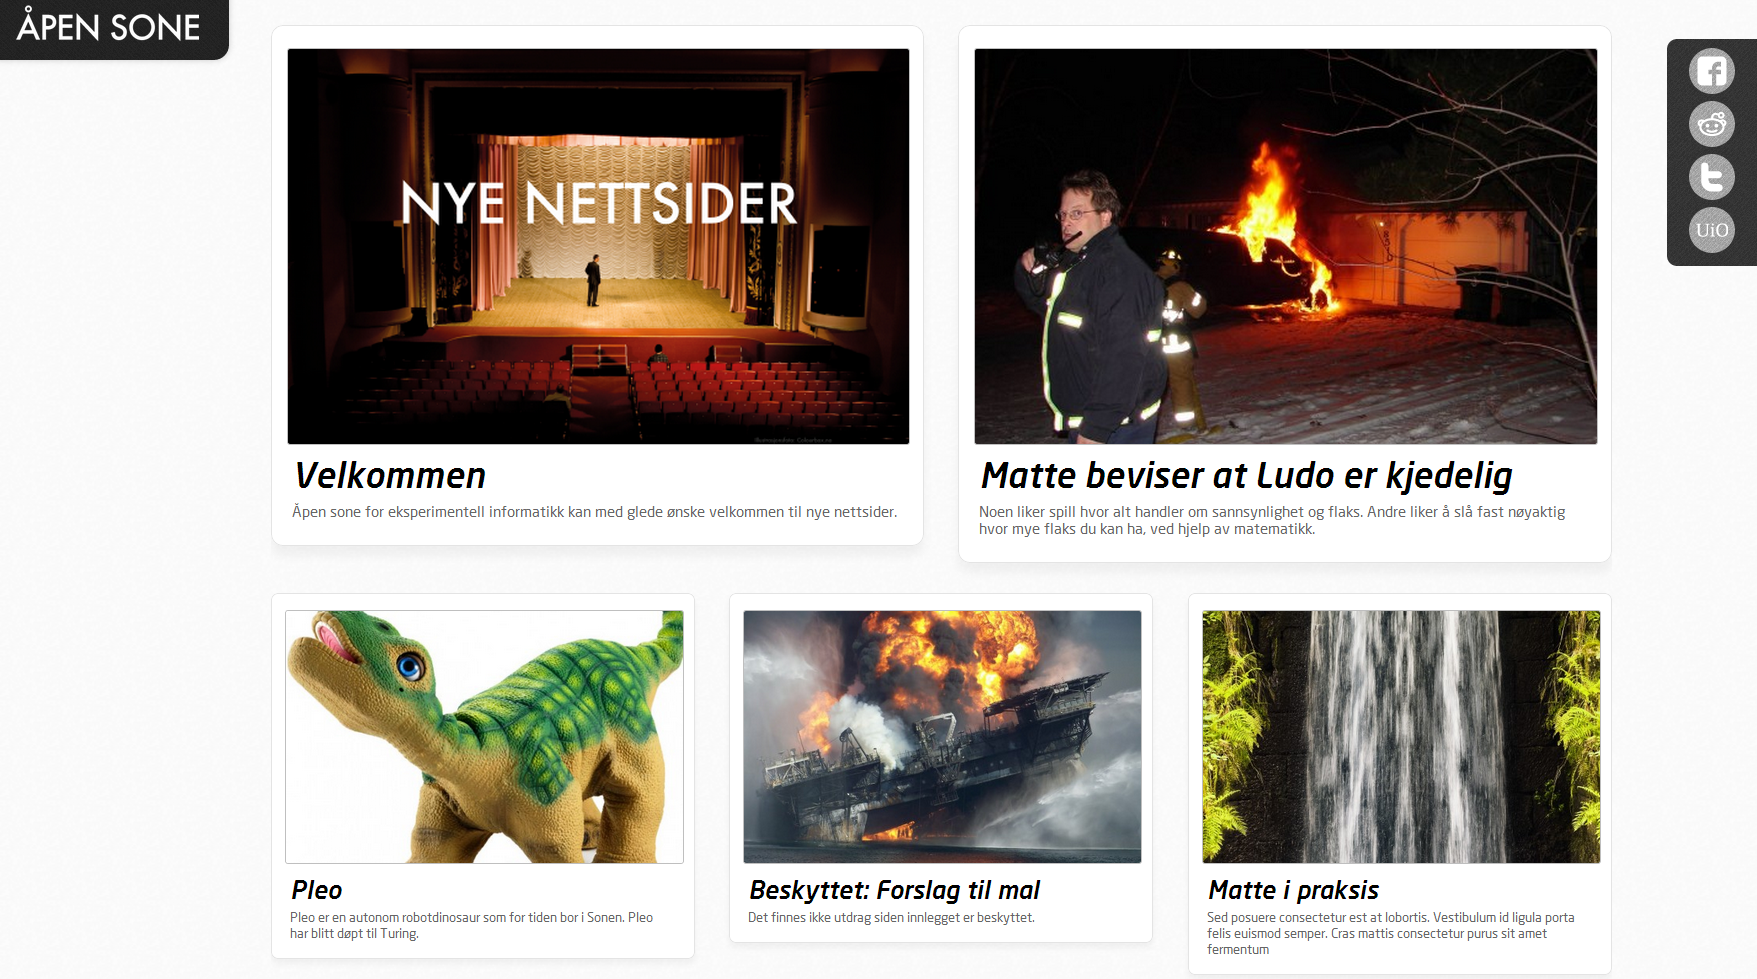 ÅPEN SONE
NYE NETTSIDER
Velkommen
Åpen sone for eksperimentell informatikk kan med glede ønske velkommen til nye nettsider.
8510
Matte beviser at Ludo er kjedelig
Noen liker spill hvor alt handler om sannsynlighet og flaks. Andre liker å slå fast nøyaktig
hvor mye flaks du kan ha, ved hjelp av matematikk.
UiO
Pleo
Pleo er en autonom robotdinosaur som for tiden bor i Sonen. Pleo
har blitt døpt til Turing.
Beskyttet: Forslag til mal
Det finnes ikke utdrag siden innlegget er beskyttet.
Matte i praksis
Sed posuere consectetur est at lobortis. Vestibulum id ligula porta
felis euismod semper. Cras mattis consectetur purus sit amet
fermentum